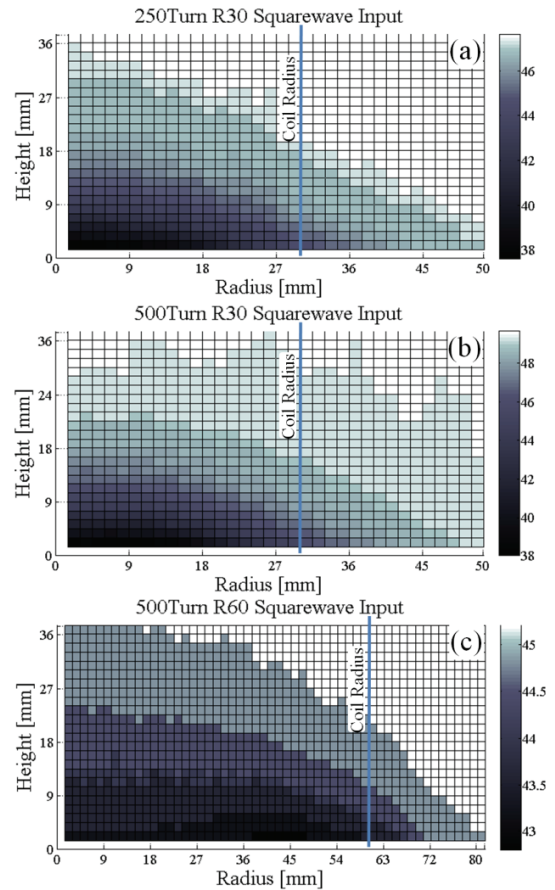 250Turn R30 Squarewave Input
(a)
Height [mm]
36
27
18
9
0
Coil Radius
0 9 18 27 36 45 50
Radius [mm]
46
44
42
40
38
500Turn R30 Squarewave Input
(b)
Height [mm]
36
24
18
9
0
Coil Radius
0 9 18 27 36 45 50
Radius [mm]
48
46
44
42
40
38
500Turn R60 Squarewave Input
(c)
Height [mm]
36
27
18
9
0
Coil Radius
0 9 18 27 36 45 54 63 72 82
Radius [mm]
45
44.5
44
43.5
43